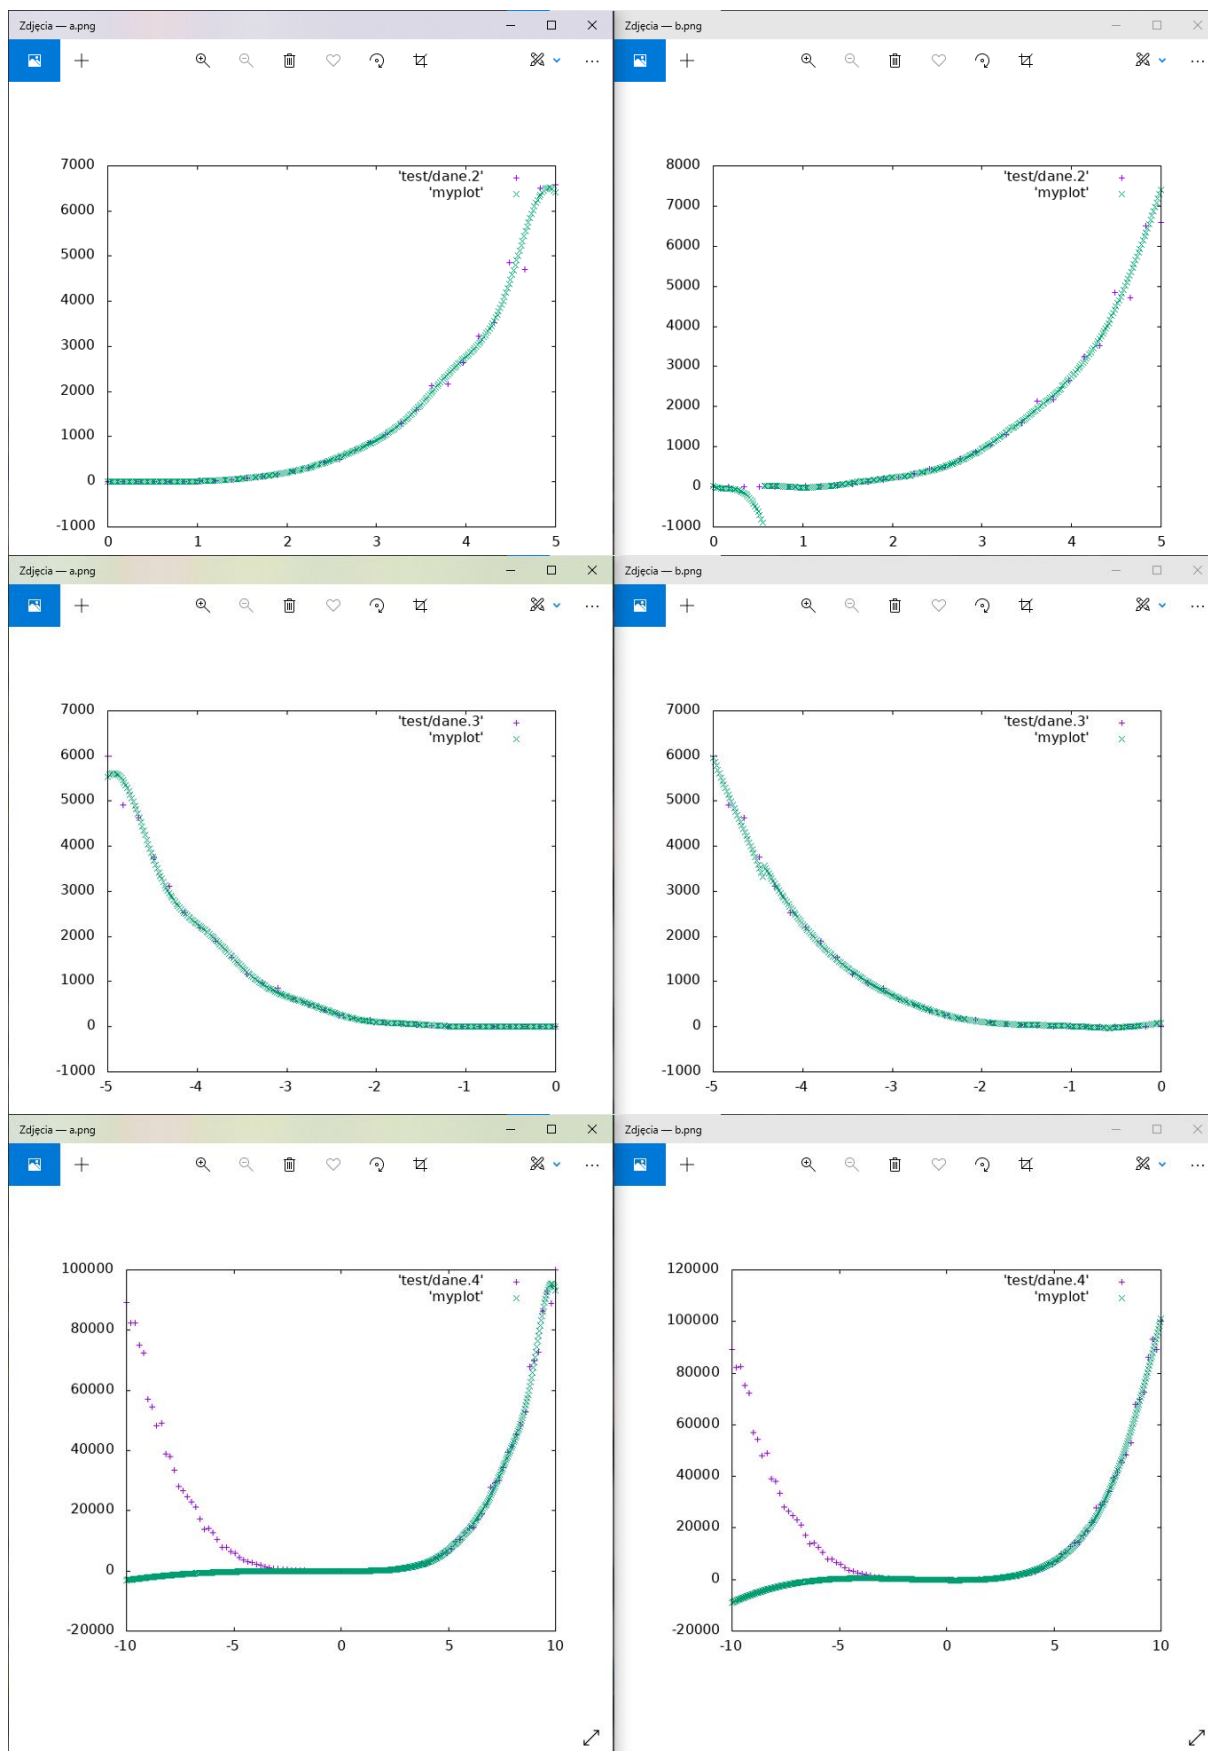 Zdjęcia — a.png
Zdjęcia — b.png
'test/dane.2'
'myplot'
7000
6000
5000
4000
3000
2000
1000
0
-1000
0 1 2 3 4 5
'test/dane.2'
'myplot'
8000
7000
6000
5000
4000
3000
2000
1000
0
-1000
0 1 2 3 4 5
Zdjęcia — a.png
Zdjęcia — b.png
'test/dane.3'
'myplot'
7000
6000
5000
4000
3000
2000
1000
0
-1000
-5 -4 -3 -2 -1 0
'test/dane.3'
'myplot'
7000
6000
5000
4000
3000
2000
1000
0
-1000
-5 -4 -3 -2 -1 0
Zdjęcia — a.png
Zdjęcia — b.png
'test/dane.4'
'myplot'
100000
80000
60000
40000
20000
0
-20000
-10 -5 0 5 10
'test/dane.4'
'myplot'
120000
100000
80000
60000
40000
20000
0
-20000
-10 -5 0 5 10